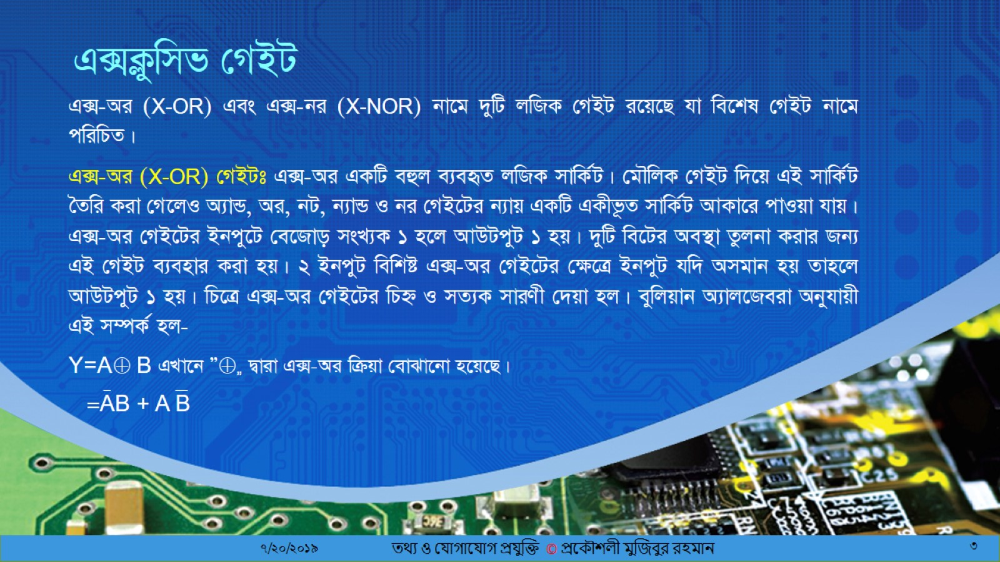 এক্সক্লুসিভ গেইট
এক্স-অর (X-OR) এবং এক্স-নর (X-NOR) নামে দুটি লজিক গেইট রয়েছে যা বিশেষ গেইট নামে
পরিচিত।
এক্স-অর (X-OR) গেইটঃ এক্স-অর একটি বহুল ব্যবহৃত লজিক সার্কিট। মৌলিক গেইট দিয়ে এই সার্কিট
তৈরি করা গেলেও অ্যান্ড, অর, নট, ন্যান্ড ও নর গেইটের ন্যায় একটি একীভূত সার্কিট আকারে পাওয়া যায়।
এক্স-অর গেইটের ইনপুটে বেজোড় সংখ্যক ১ হলে আউটপুট ১ হয়। দুটি বিটের অবস্থা তুলনা করার জন্য
এই গেইট ব্যবহার করা হয়। ২ ইনপুট বিশিষ্ট এক্স-অর গেইটের ক্ষেত্রে ইনপুট যদি অসমান হয় তাহলে
আউটপুট ১ হয়। চিত্রে এক্স-অর গেইটের চিহ্ন ও সত্যক সারণী দেয়া হল। বুলিয়ান অ্যালজেবরা অনুযায়ী
এই সম্পর্ক হল-
Y=A⊕ B এখানে ”⊕„ দ্বারা এক্স-অর ক্রিয়া বোঝানো হয়েছে।
=A̅B + A B̅
C25
36C
৭/২০/২০১৯ তথ্য ও যোগাযোগ প্রযুক্তি © প্রকৌশলী মুজিবুর রহমান ৩